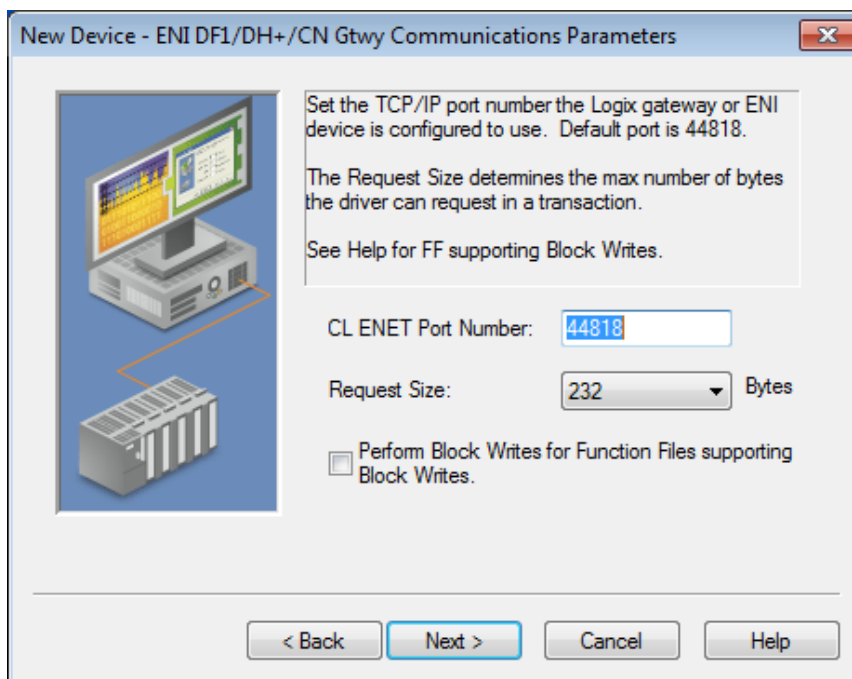 New Device - ENI DF1/DH+/CN Gtwy Communications Parameters
Set the TCP/IP port number the Logix gateway or ENI
device is configured to use.  Default port is 44818.
The Request Size determines the max number of bytes
the driver can request in a transaction.
See Help for FF supporting Block Writes.
CL ENET Port Number: 44818
Request Size: 232 Bytes
Perform Block Writes for Function Files supporting
Block Writes.
< Back Next > Cancel Help